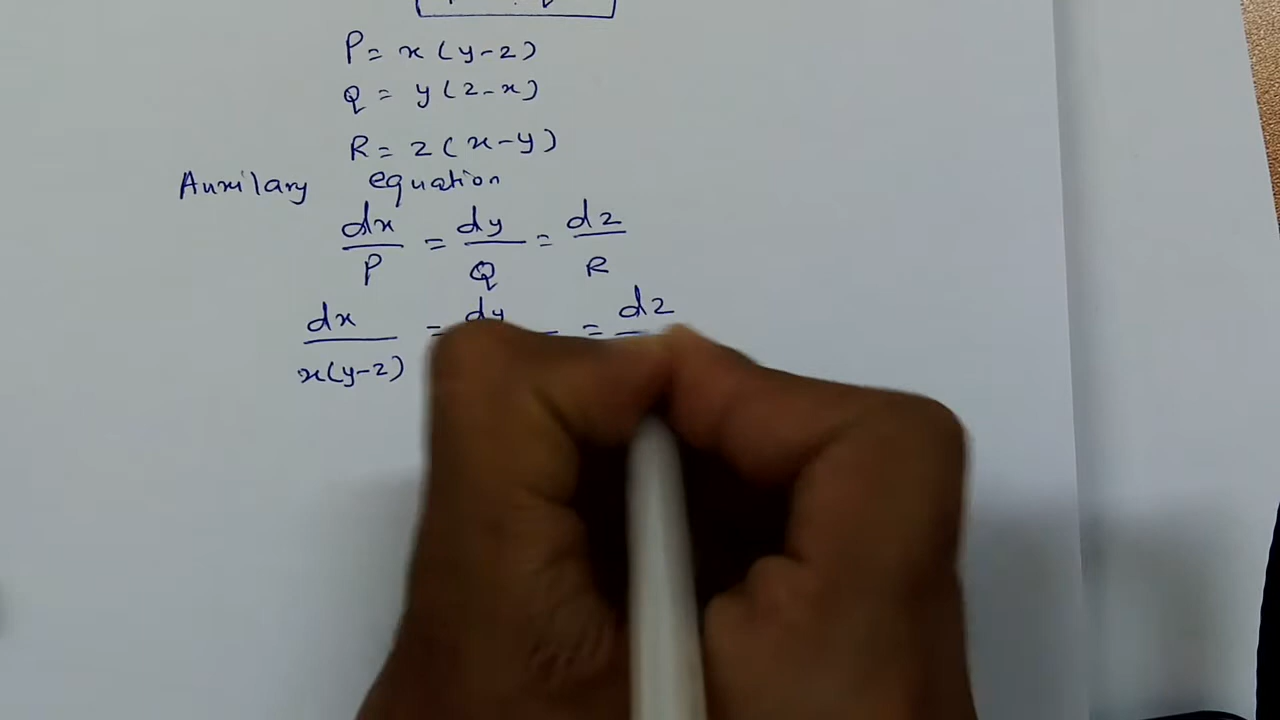 P = x(y-z)
Q = y(z-x)
R = z(x-y)
Auxilary equation
dx/P = dy/Q = dz/R
dx/x(y-z) = dy = dz